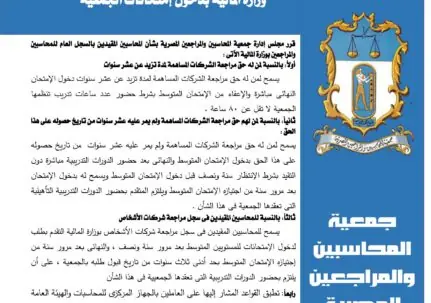 وزارة المالية بدخول إمتحانات الجمعية
قرر مجلس إدارة جمعية المحاسبين والمراجعين المصرية بشأن المحاسبين المقيدين بالسجل العام للمحاسبين
والمراجعين بوزارة المالية الأتى :
أولاً: بالنسبة لمن له حق مراجعة الشركات المساهمة لمدة تزيد عن عشر سنوات
يسمح لمن له حق مراجعة الشركات المساهمة لمدة تزيد عن عشر سنوات دخول الإمتحان
النهائى مباشرة والإعفاء من الإمتحان المتوسط بشرط حضور عدد ساعات تدريب تنظمها
الجمعية لا تقل عن ٨٠ ساعة .
ثانياً: بالنسبة لمن لهم حق مراجعة الشركات المساهمة ولم يمر عليه عشر سنوات من تاريخ حصوله على هذا
الحق :
يسمح لمن له حق مراجعة الشركات المساهمة ولم يمر عليه عشر سنوات من تاريخ حصوله
على هذا الحق بدخول الإمتحان المتوسط والنهائى بعد حضور الدورات التدريبية مباشرة دون
التقيد بشرط الإنتظار سنة ونصف قبل دخول الإمتحان المتوسط ويسمح له بدخول الإمتحان
بعد مرور سنة من إجتيازه الإمتحان المتوسط ويلتزم المتقدم بحضور الدورات التدريبية التأهيلية
التى تعقدها الجمعية فى هذا الشأن .
ثالثاً: بالنسبة للمحاسبين المقيدين فى سجل مراجعة شركات الأشخاص
يسمح للمحاسبين المقيدين فى سجل مراجعة شركات الأشخاص بوزارة المالية التقدم بطلب
لدخول الإمتحانات للمستويين المتوسط بعد مرور سنة ونصف ، والنهائى بعد مرور سنة من
إجتيازه الإمتحان المتوسط بحد أدنى ثلاث سنوات من تاريخ قبول طلبه بالجمعية ، على أن
يلتزم بحضور الدورات التدريبية التى تعقدها الجمعية فى هذا الشأن
رابعاً: تطبق القواعد المشار إليها على العاملين بالجهاز المركزى للمحاسبات والهيئة العامة
جمعية
المحاسبين
والمراجعين
المصرية